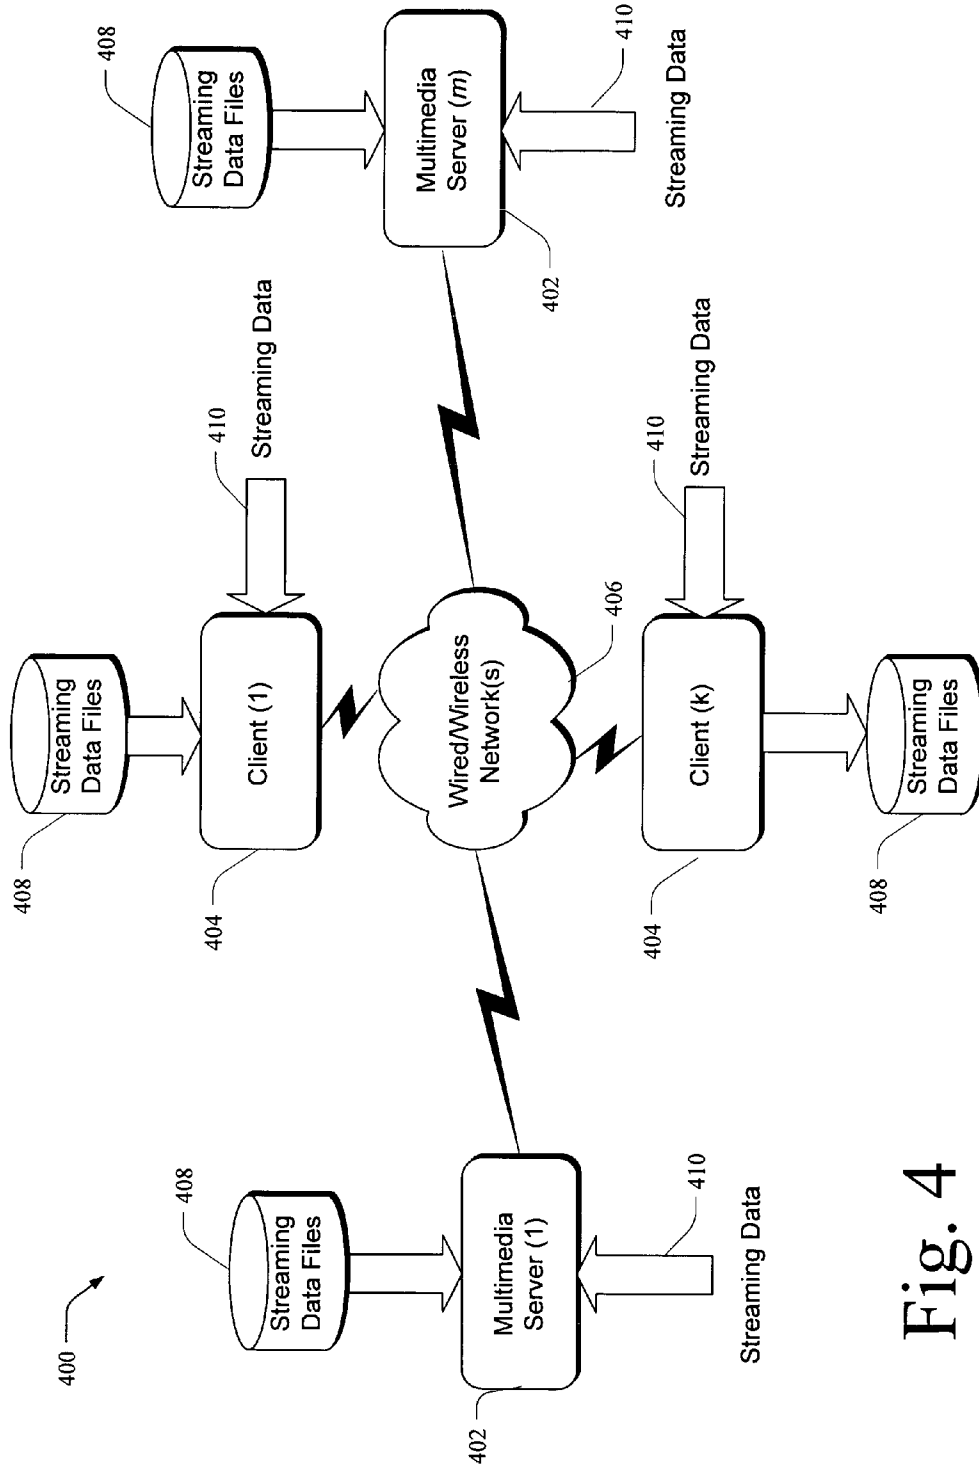 400
408
Streaming
Data Files
Multimedia
Server (1)
402
410
Streaming Data
408
Streaming
Data Files
Client (1)
404
410
Streaming Data
Wired/Wireless
Network(s)
406
Client (k)
404
410
Streaming Data
Streaming
Data Files
408
408
Streaming
Data Files
Multimedia
Server (m)
402
410
Streaming Data
Fig. 4